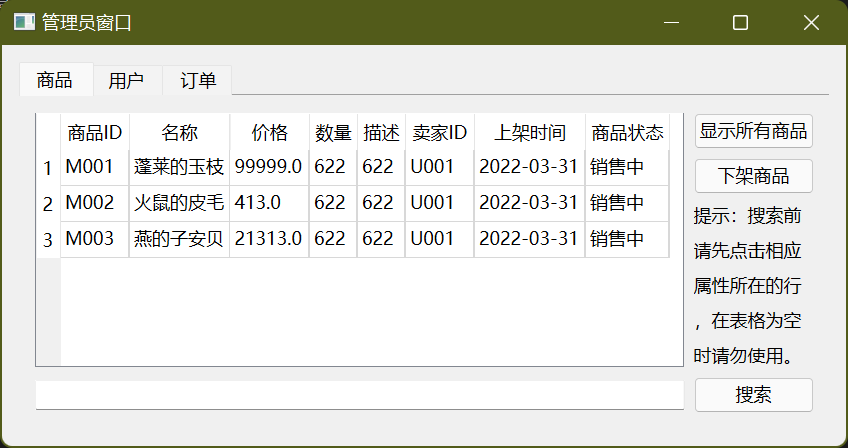 管理员窗口
商品 用户 订单
商品ID 名称 价格 数量 描述 卖家ID 上架时间 商品状态
1 M001 蓬莱的玉枝 99999.0 622 622 U001 2022-03-31 销售中
2 M002 火鼠的皮毛 413.0 622 622 U001 2022-03-31 销售中
3 M003 燕的子安贝 21313.0 622 622 U001 2022-03-31 销售中
显示所有商品
下架商品
提示：搜索前
请先点击相应
属性所在的行
，在表格为空
时请勿使用。
搜索